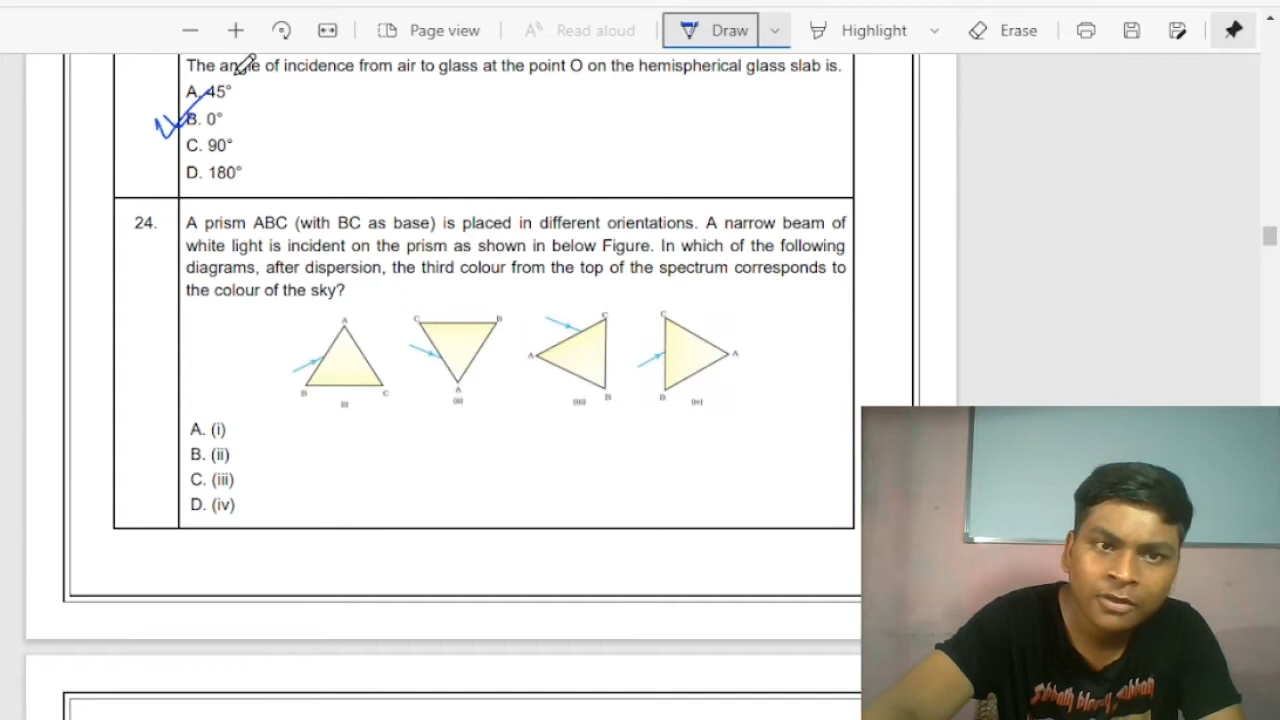 Page view
Read aloud
Draw
Highlight
Erase
The angle of incidence from air to glass at the point O on the hemispherical glass slab is.
A. 45°
B. 0°
C. 90°
D. 180°
24. A prism ABC (with BC as base) is placed in different orientations. A narrow beam of
white light is incident on the prism as shown in below Figure. In which of the following
diagrams, after dispersion, the third colour from the top of the spectrum corresponds to
the colour of the sky?
A
B C
(i)
C B
A
(ii)
C
A
B
(iii)
C
A
B
(iv)
A. (i)
B. (ii)
C. (iii)
D. (iv)